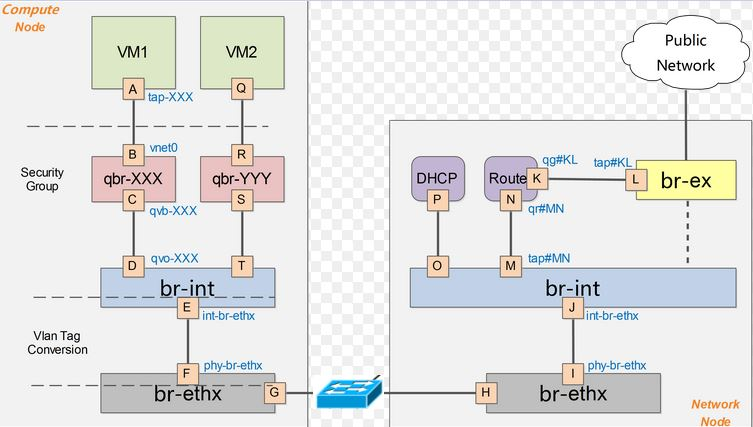 Compute
Node
VM1
VM2
A
tap-XXX
Q
B
vnet0
R
Security
Group
qbr-XXX
qbr-YYY
C
qvb-XXX
S
D
qvo-XXX
T
br-int
E
int-br-ethx
Vlan Tag
Conversion
F
phy-br-ethx
br-ethx
G
Public
Network
DHCP
Route
K
qg#KL
tap#KL
L
br-ex
P
N
qr#MN
O
M
tap#MN
br-int
J
int-br-ethx
I
phy-br-ethx
H
br-ethx
Network
Node